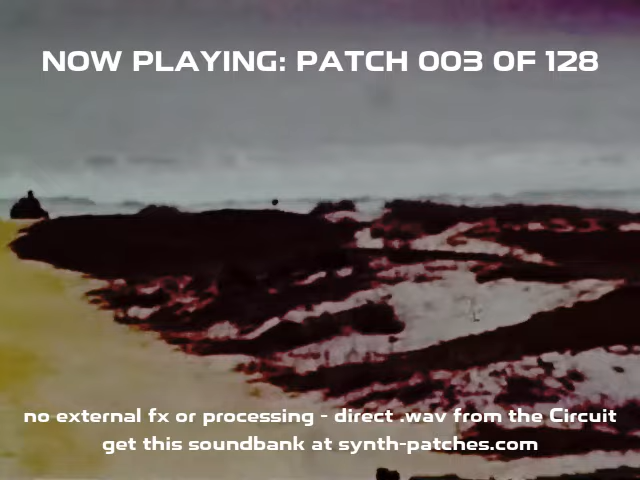 NOW PLAYING: PATCH 003 OF 128
no external fx or processing - direct .wav from the Circuit
get this soundbank at synth-patches.com